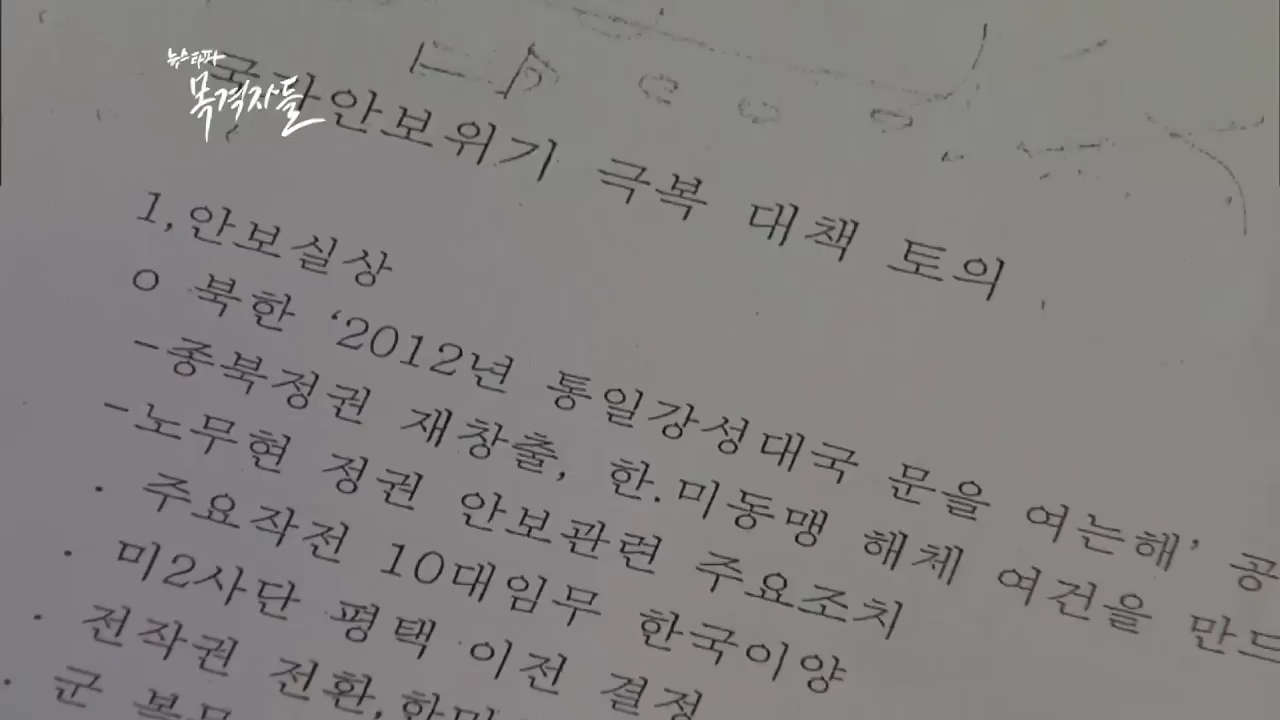 뉴스타파
목격자들
국가안보위기 극복 대책 토의
1,안보실상
o 북한 '2012년 통일강성대국 문을 여는해' 공
-종북정권 재창출, 한.미동맹 해체 여건을 만드
-노무현 정권 안보관련 주요조치
. 주요작전 10대임무 한국이양
. 미2사단 평택 이전 결정
. 전작권 전환,한미
. 군 복무